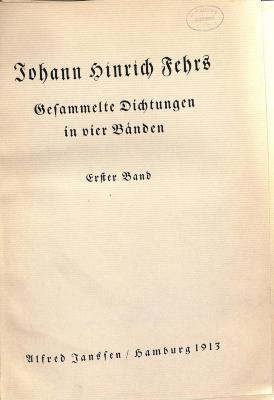 Johann Hinrich Fehrs
Gesammelte Dichtungen
in vier Bänden
Erster Band
Alfred Janssen / Hamburg 1913